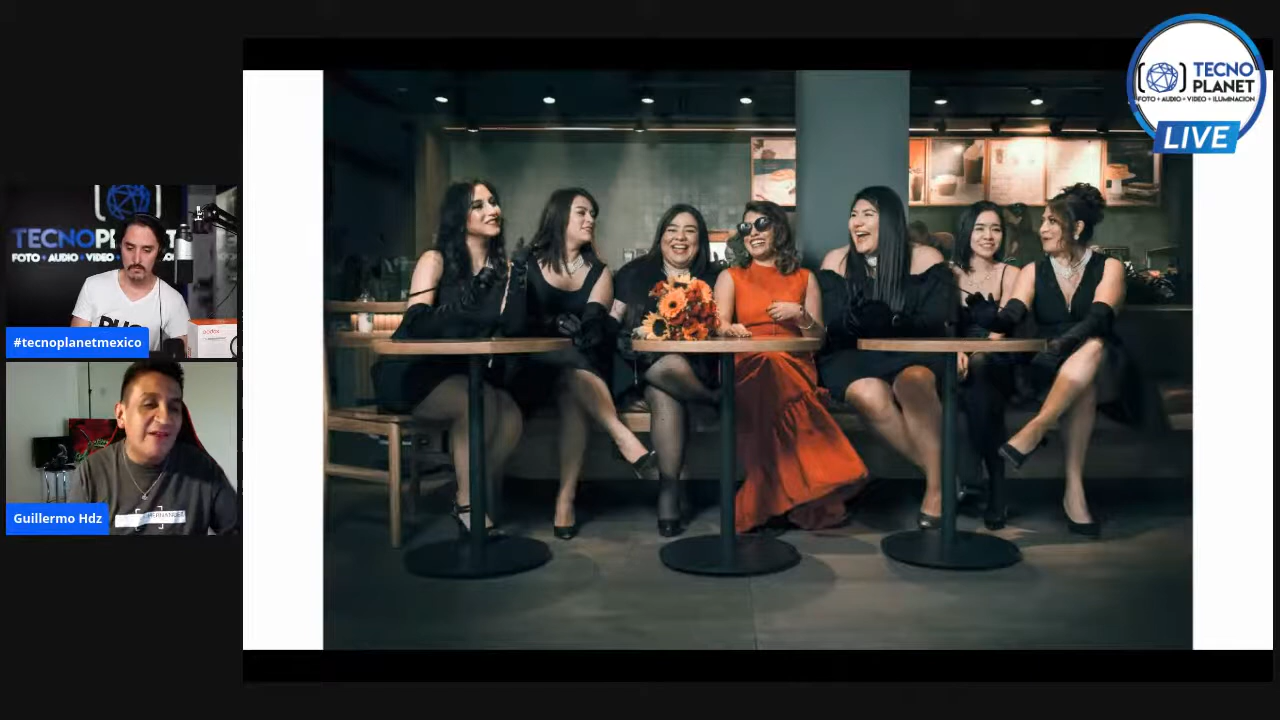 TECNO
PLANET
FOTO + AUDIO + VIDEO + ILUMINACION
LIVE
TECNOPLANET
FOTO + AUDIO + VIDEO +
#tecnoplanetmexico
Guillermo Hdz